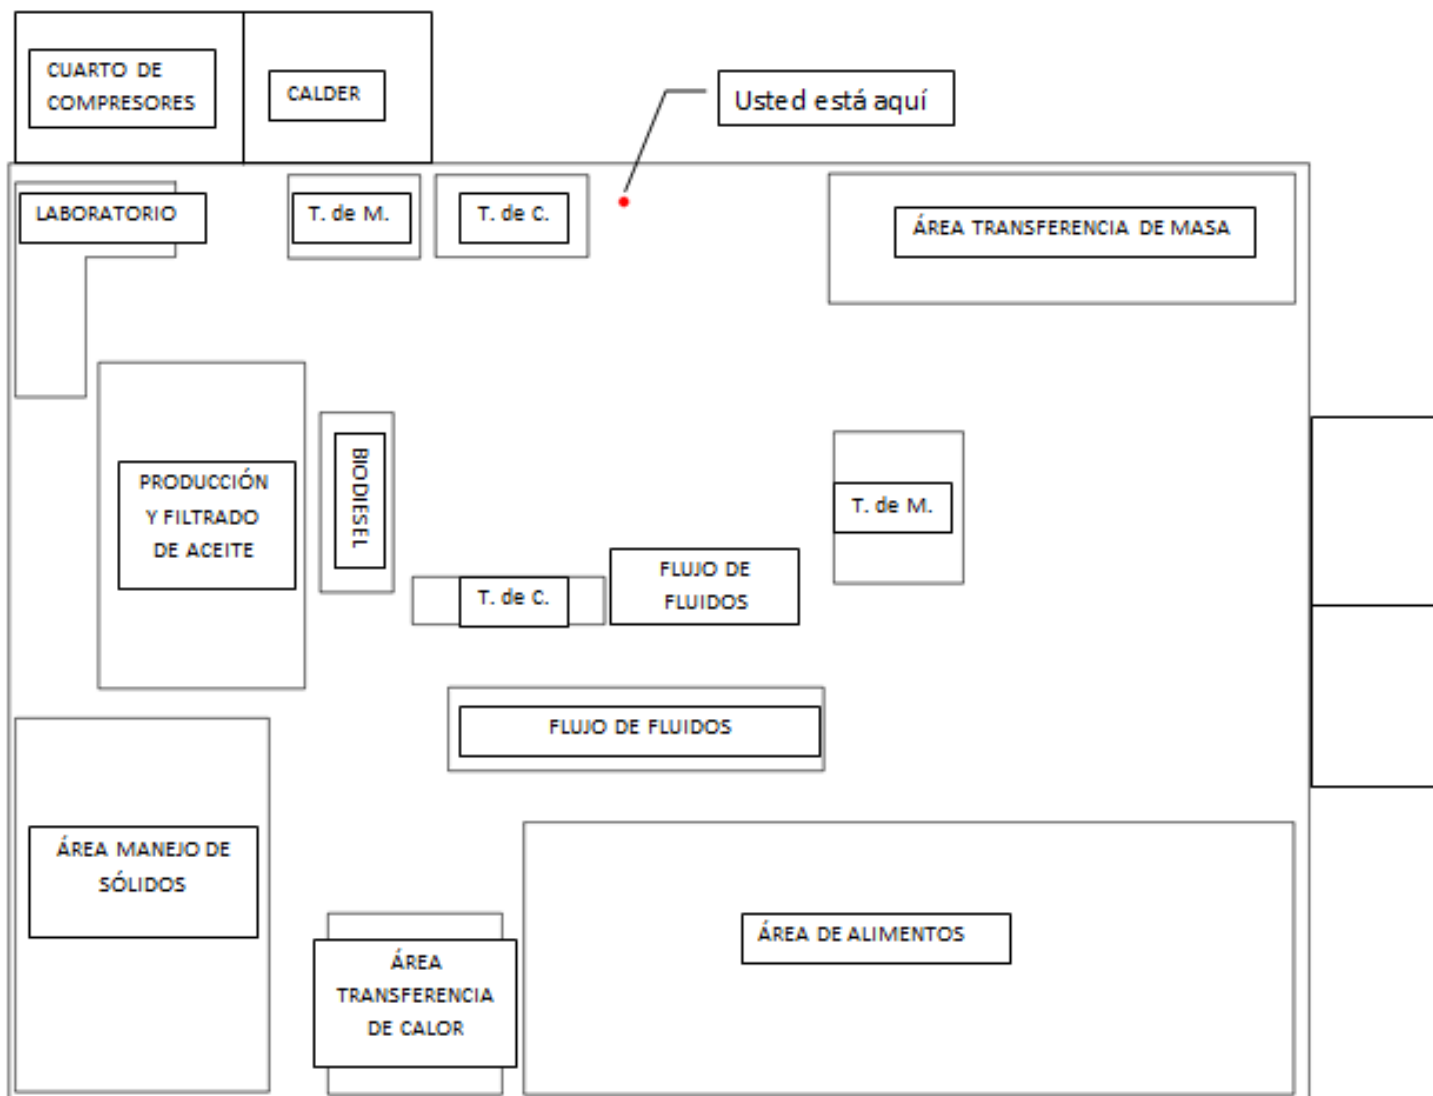 CUARTO DE
COMPRESORES
CALDER
Usted está aquí
LABORATORIO
T. de M.
T. de C.
ÁREA TRANSFERENCIA DE MASA
PRODUCCIÓN
Y FILTRADO
DE ACEITE
BIODIESEL
T. de M.
T. de C.
FLUJO DE
FLUIDOS
FLUJO DE FLUIDOS
ÁREA MANEJO DE
SÓLIDOS
ÁREA
TRANSFERENCIA
DE CALOR
ÁREA DE ALIMENTOS